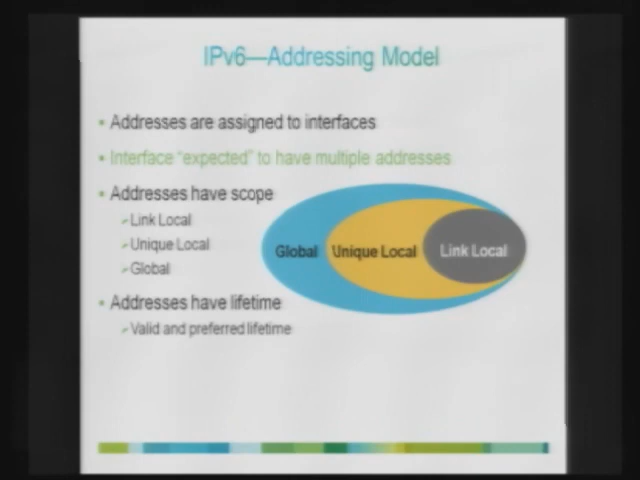 IPv6—Addressing Model
Addresses are assigned to interfaces
Interface “expected” to have multiple addresses
Addresses have scope
Link Local
Unique Local
Global
Global Unique Local Link Local
Addresses have lifetime
Valid and preferred lifetime